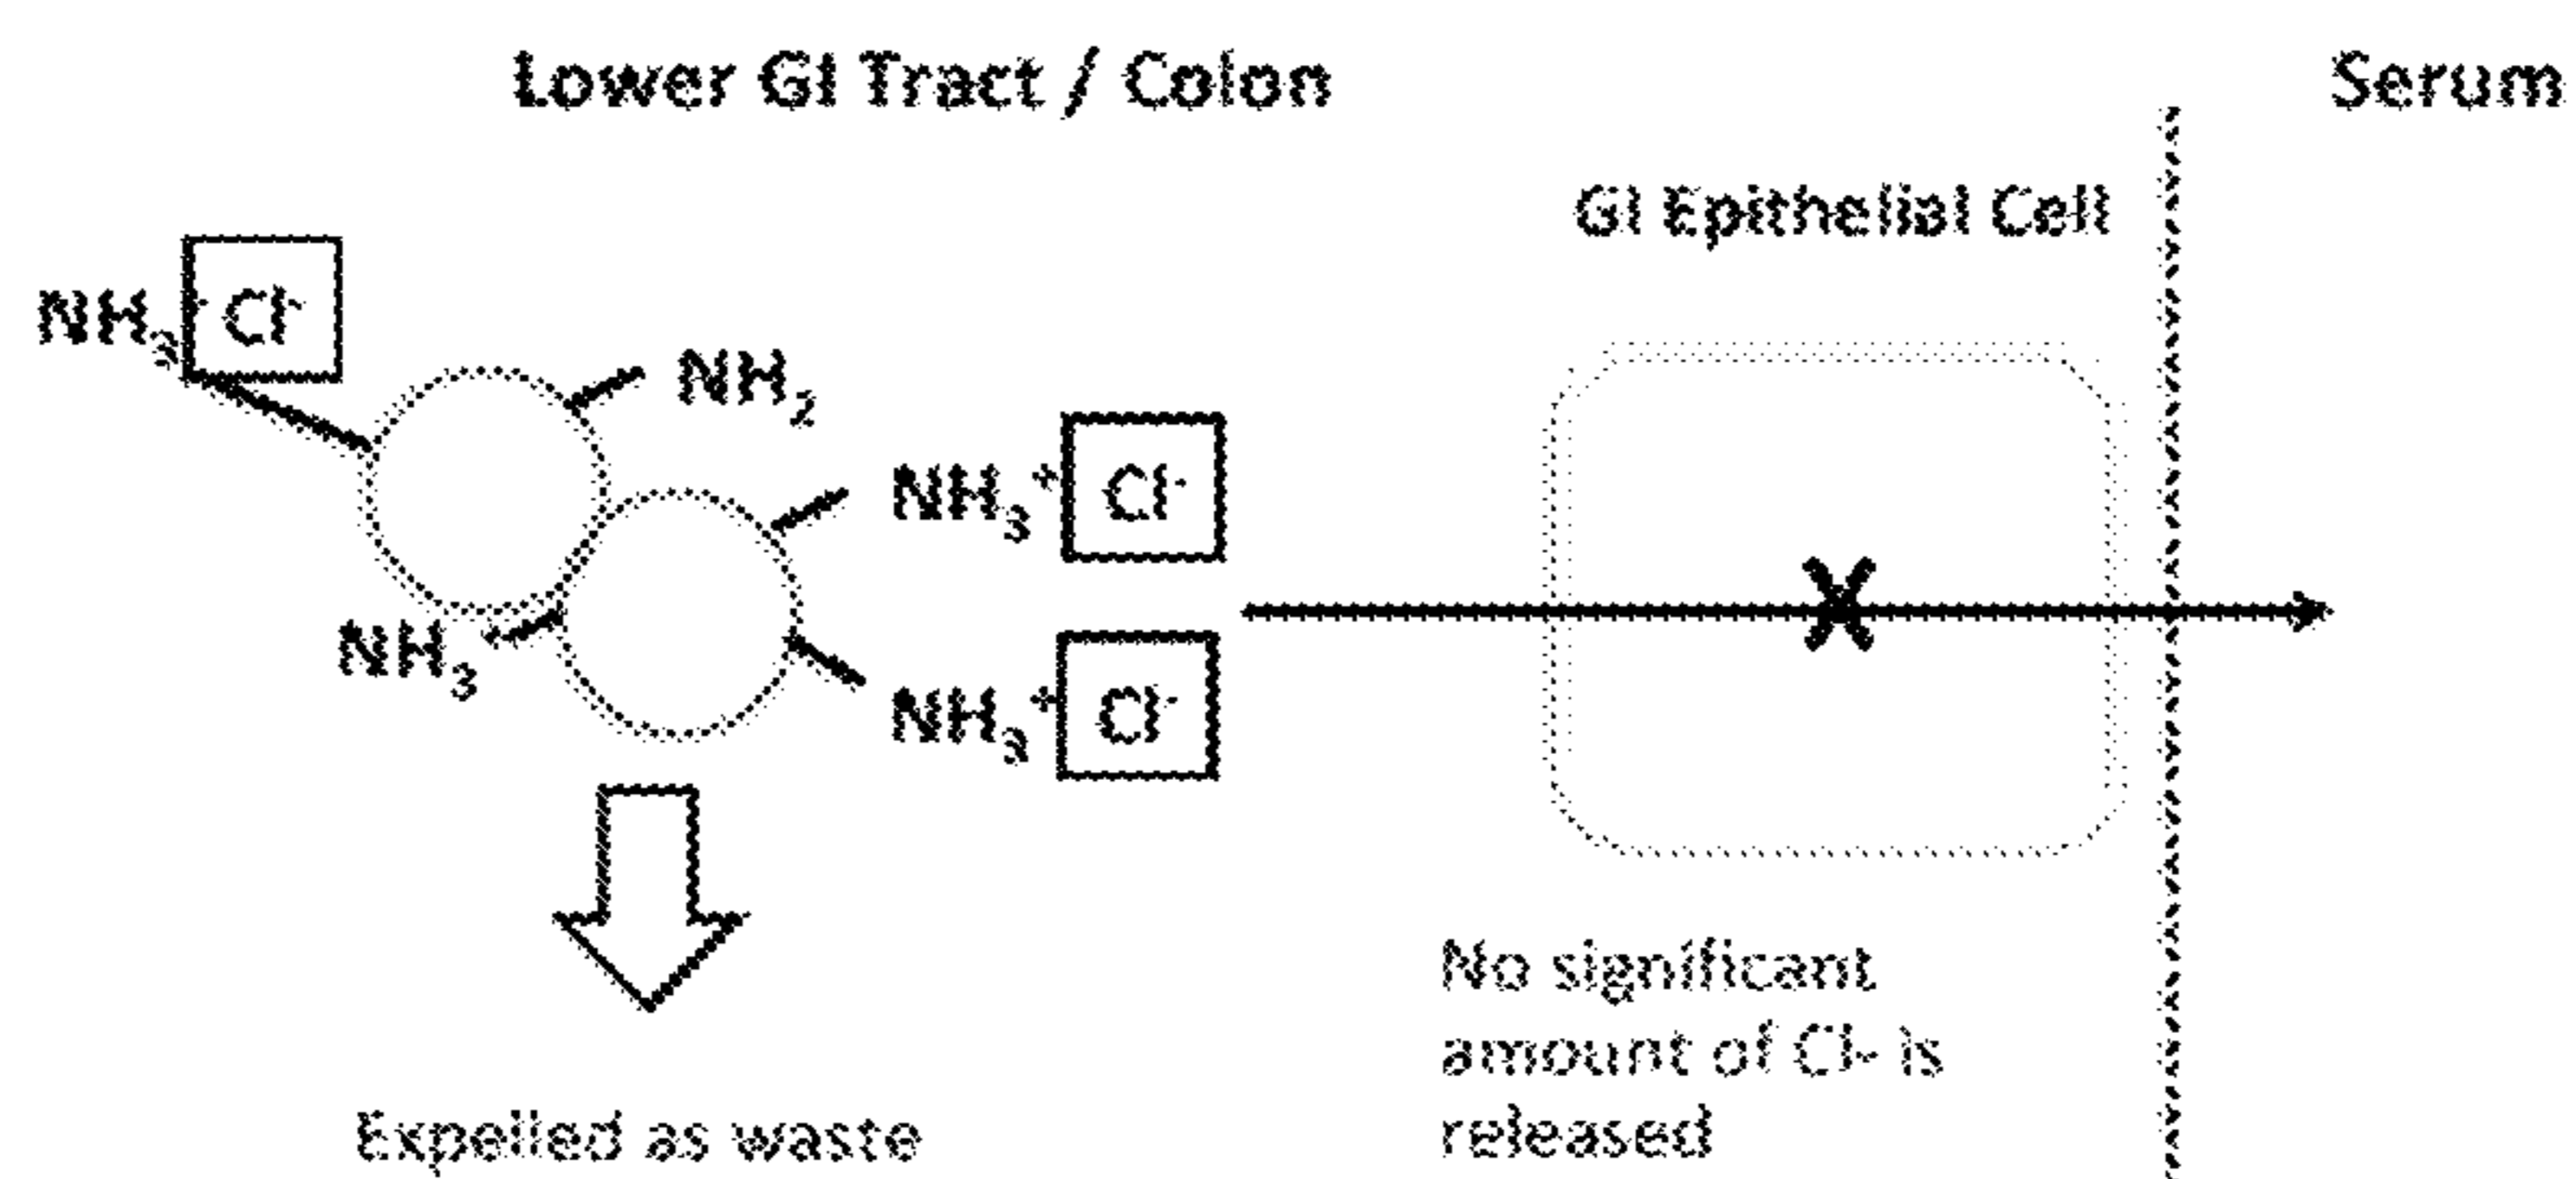 Lower GI Tract / Colon
Serum
GI Epithelial Cell
NH₃ Cl⁻
NH₂
NH₃⁺ Cl⁻
NH₃
NH₃⁺ Cl⁻
X
No significant
amount of Cl- is
released
Expelled as waste